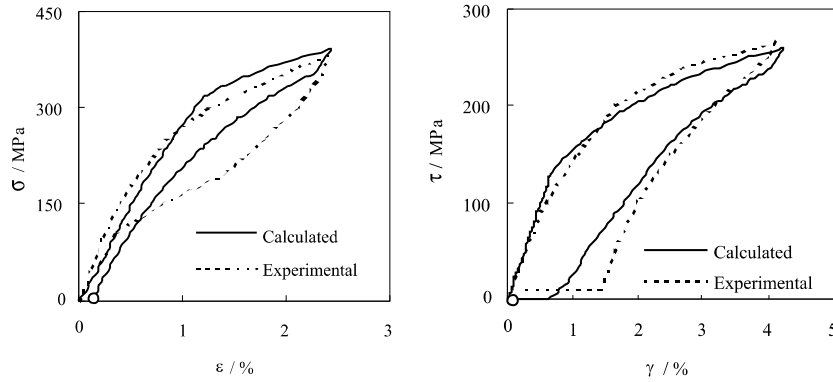 450
300
150
0
σ / MPa
Calculated
Experimental
0
1
2
3
ε / %
300
200
100
0
τ / MPa
Calculated
Experimental
0
1
2
3
4
5
γ / %